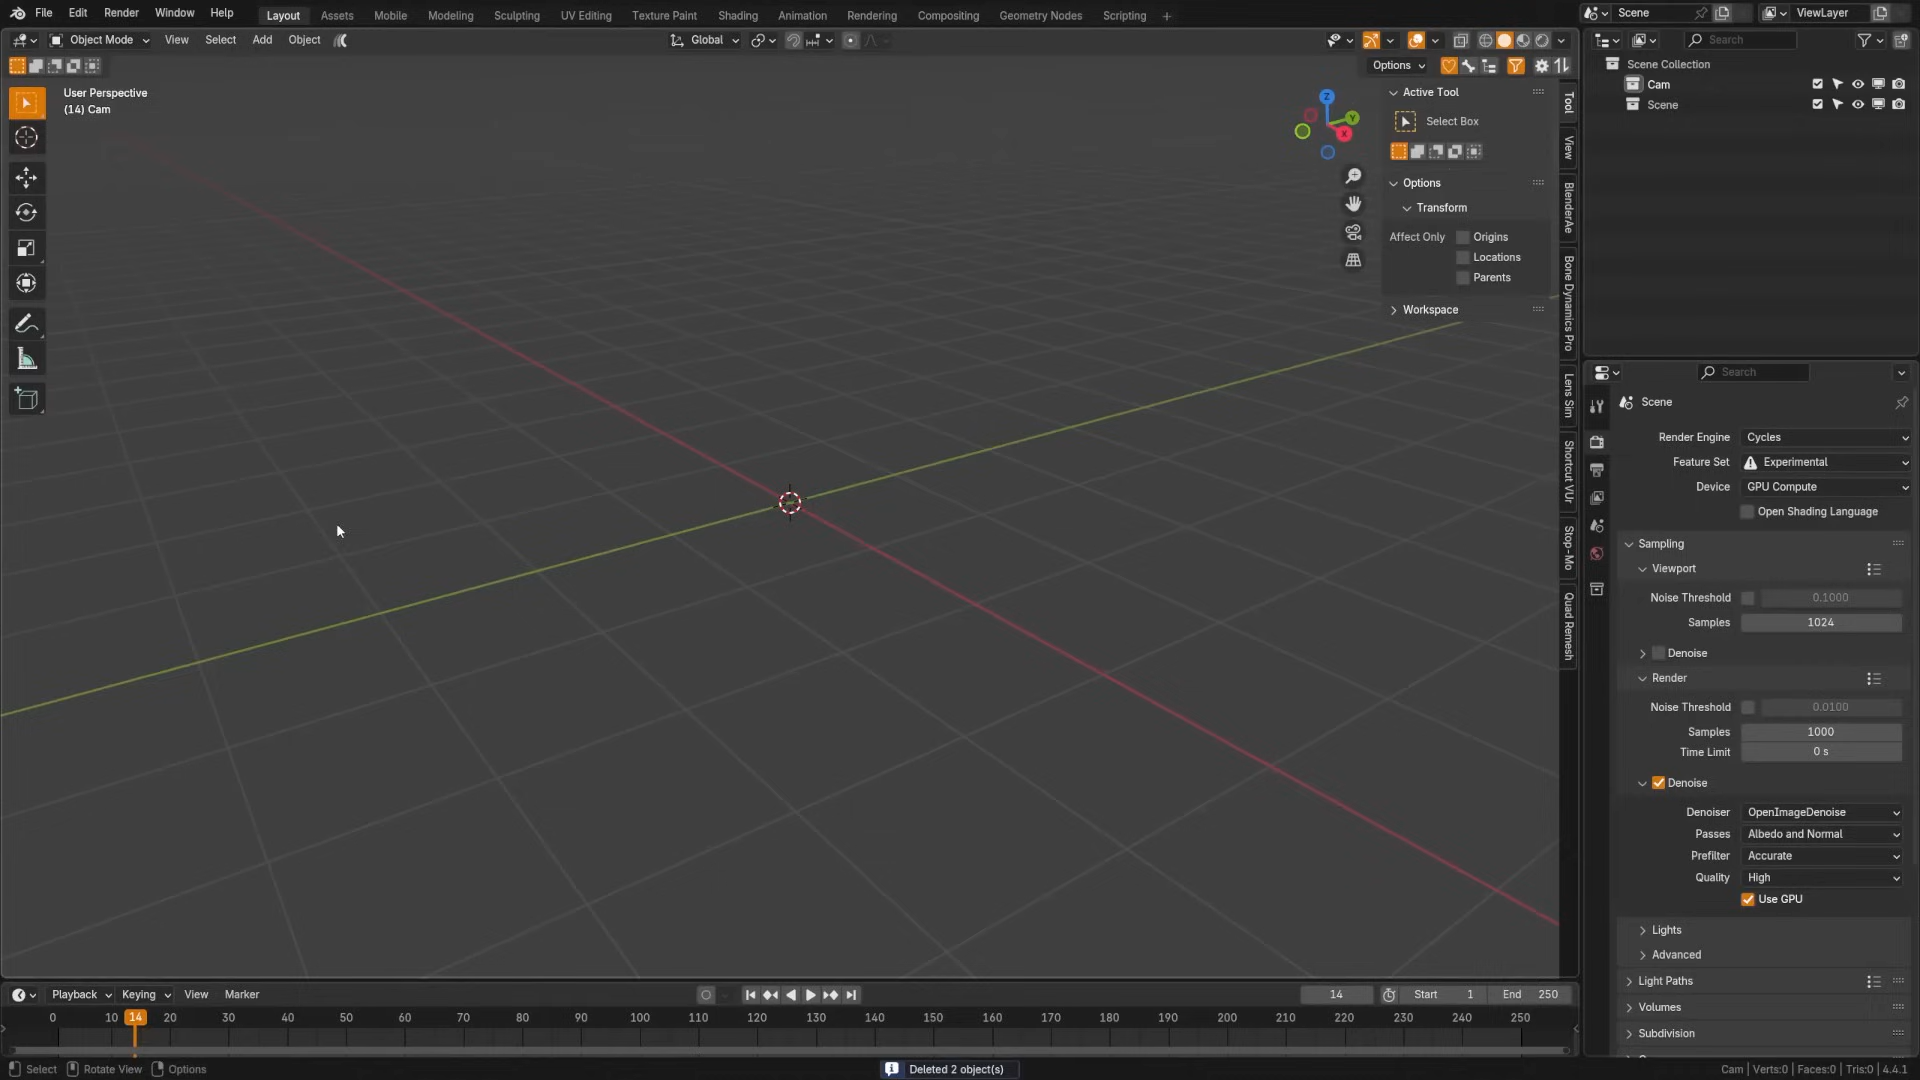 File Edit Render Window Help Layout Assets Mobile Modeling Sculpting UV Editing Texture Paint Shading Animation Rendering Compositing Geometry Nodes Scripting + Scene ViewLayer
Object Mode View Select Add Object Global Search
Options
User Perspective
(14) Cam
Z
Y
X
Active Tool
Select Box
Options
Transform
Affect Only Origins
Locations
Parents
Workspace
Tool
View
BlenderAe
Bone Dynamics Pro
Lens Sim
Shortcut VUr
Stop-Mo
Quad Remesh
Scene Collection
Cam
Scene
Search
Scene
Render Engine Cycles
Feature Set Experimental
Device GPU Compute
Open Shading Language
Sampling
Viewport
Noise Threshold 0.1000
Samples 1024
Denoise
Render
Noise Threshold 0.0100
Samples 1000
Time Limit 0 s
Denoise
Denoiser OpenImageDenoise
Passes Albedo and Normal
Prefilter Accurate
Quality High
Use GPU
Lights
Advanced
Light Paths
Volumes
Subdivision
Playback Keying View Marker 14 Start 1 End 250
0 10 14 20 30 40 50 60 70 80 90 100 110 120 130 140 150 160 170 180 190 200 210 220 230 240 250
Select Rotate View Options Deleted 2 object(s) Cam | Verts:0 | Faces:0 | Tris:0 | 4.4.1